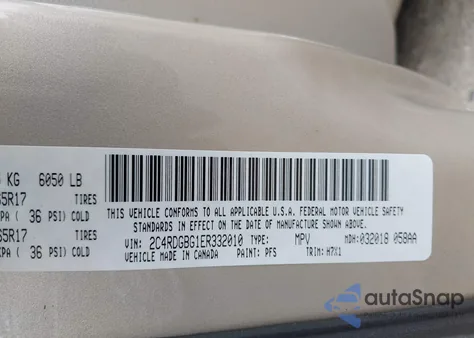 KG 6050 LB
5R17 TIRES
PA ( 36 PSI) COLD
5R17 TIRES
PA ( 36 PSI) COLD
THIS VEHICLE CONFORMS TO ALL APPLICABLE U.S.A. FEDERAL MOTOR VEHICLE SAFETY
STANDARDS IN EFFECT ON THE DATE OF MANUFACTURE SHOWN ABOVE.
VIN: 2C4RDGBG1ER332010 TYPE: MPV MDH: 032018 058AA
VEHICLE MADE IN CANADA PAINT: PFS TRIM: H7X1
autoSnap